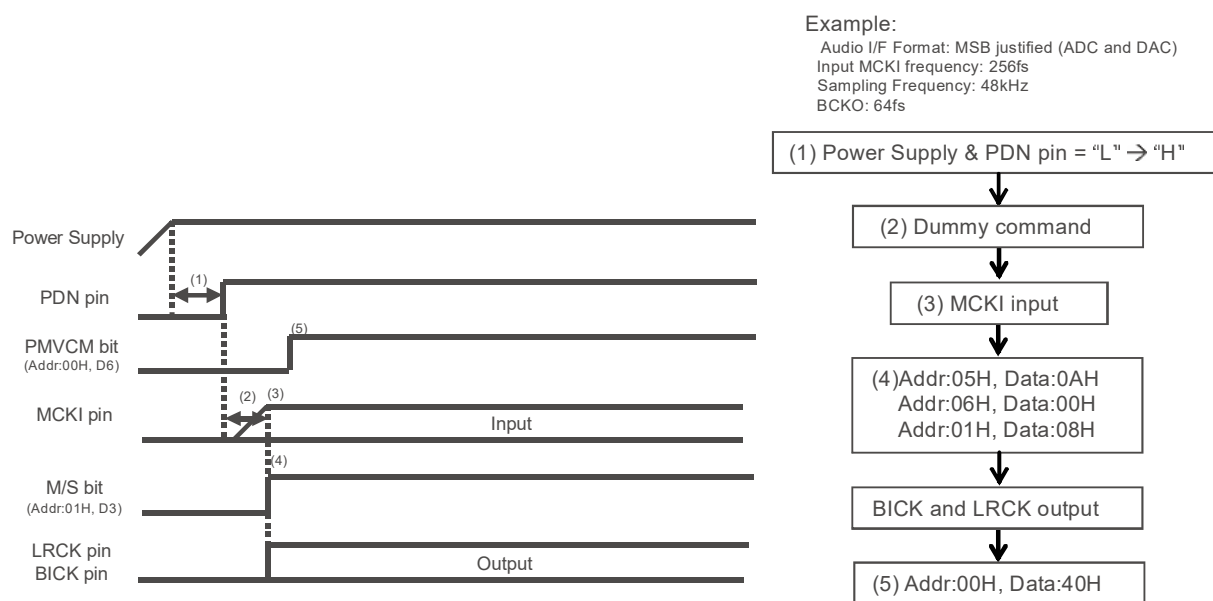 Example:
Audio I/F Format: MSB justified (ADC and DAC)
Input MCKI frequency: 256fs
Sampling Frequency: 48kHz
BCKO: 64fs
(1) Power Supply & PDN pin = “L” → “H”
(2) Dummy command
(3) MCKI input
(4)Addr:05H, Data:0AH
Addr:06H, Data:00H
Addr:01H, Data:08H
BICK and LRCK output
(5) Addr:00H, Data:40H
Power Supply
(1)
PDN pin
(5)
PMVCM bit
(Addr:00H, D6)
(2)
(3)
MCKI pin
Input
(4)
M/S bit
(Addr:01H, D3)
LRCK pin
BICK pin
Output